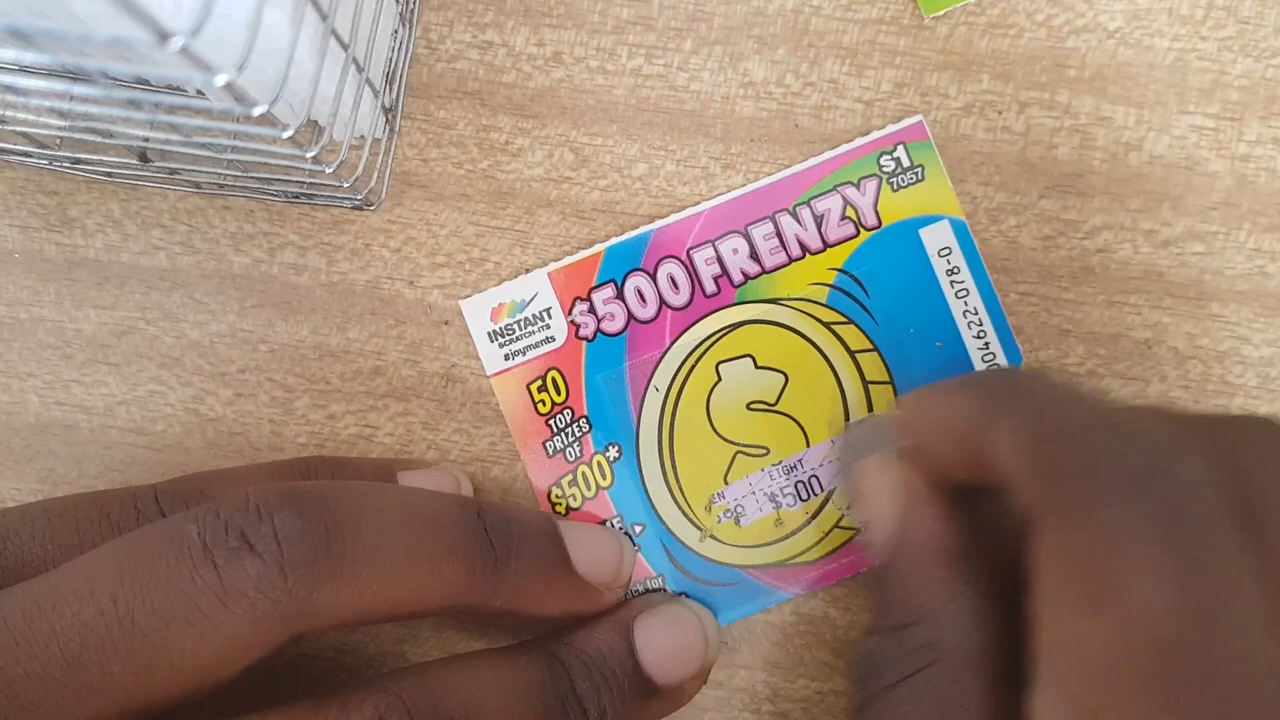 $1
7057
$500 FRENZY
INSTANT
SCRATCH-ITS
#joyments
004622-078-0
50
TOP
PRIZES
OF
$500*
EIGHT
$500